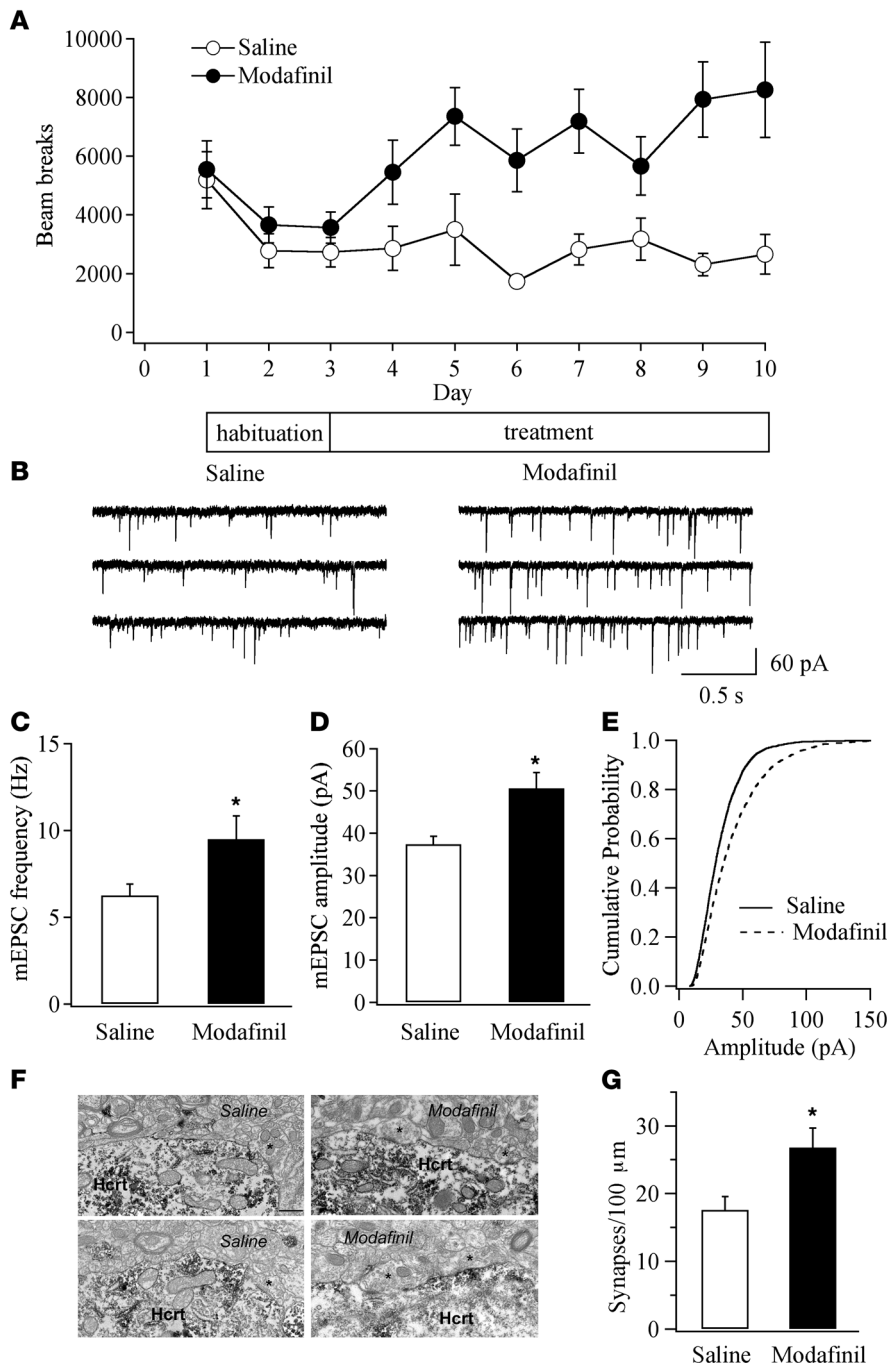 A
10000
8000
6000
4000
2000
0
Beam breaks
Saline
Modafinil
0 1 2 3 4 5 6 7 8 9 10
Day
habituation treatment
B
Saline Modafinil
60 pA
0.5 s
C
15
10
5
0
mEPSC frequency (Hz)
*
Saline Modafinil
D
60
50
40
30
20
10
0
mEPSC amplitude (pA)
*
Saline Modafinil
E
1.0
0.8
0.6
0.4
0.2
0.0
Cumulative Probability
Saline
Modafinil
0 50 100 150
Amplitude (pA)
F
Saline
*
Hcrt
Modafinil
* *
Hcrt
Saline
*
Hcrt
Modafinil
* *
Hcrt
G
30
20
10
0
Synapses/100 μm
*
Saline Modafinil